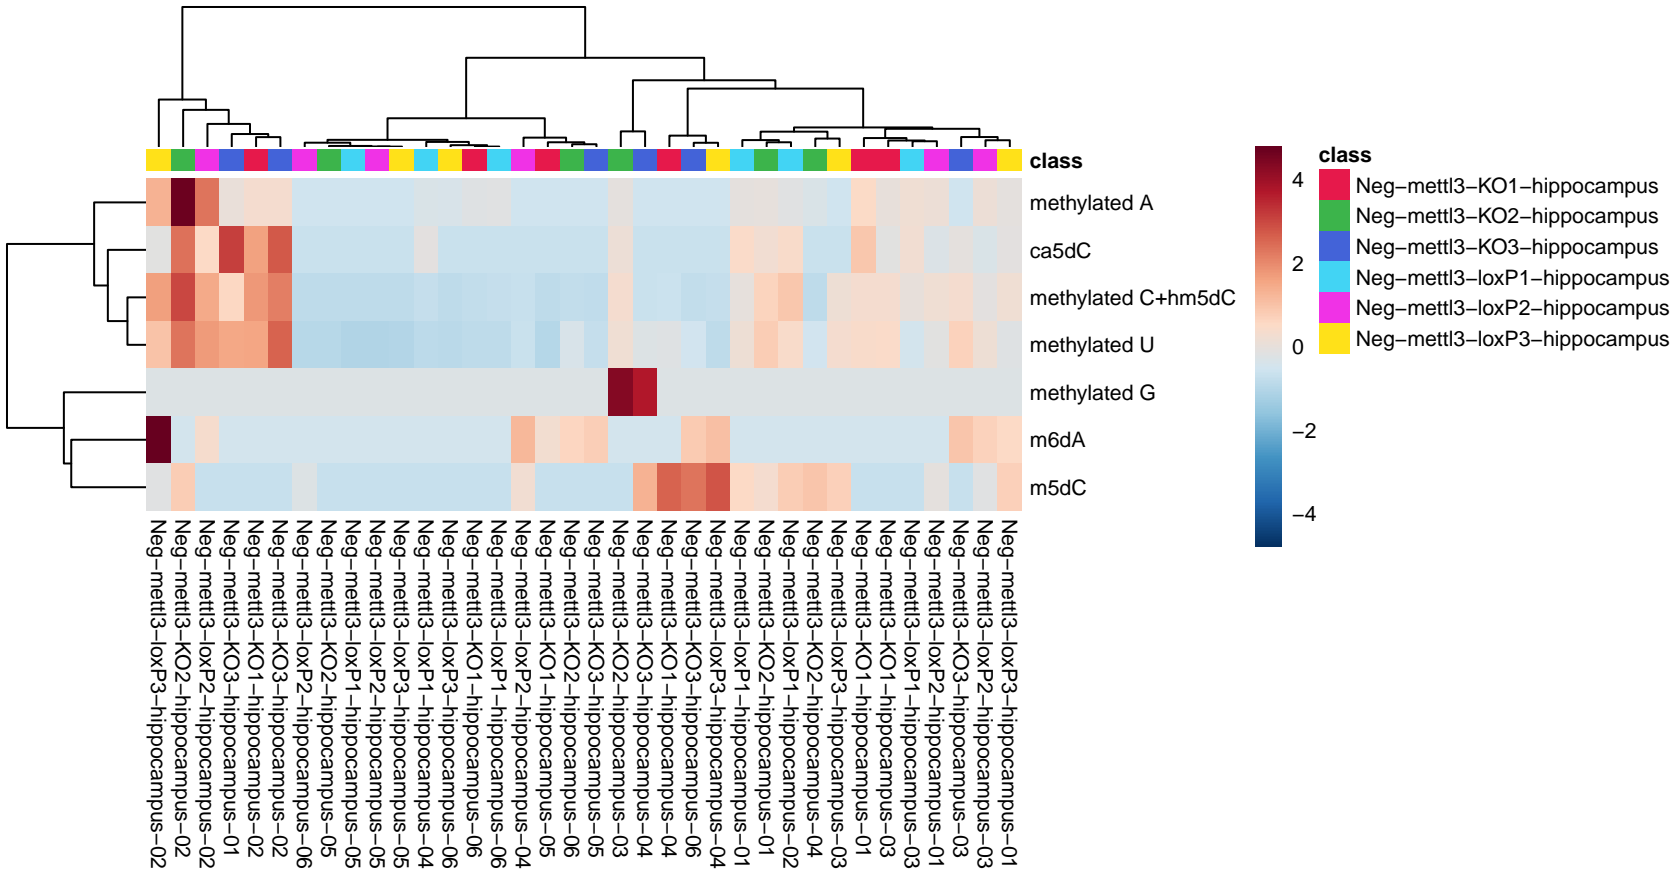 class
methylated A
ca5dC
methylated C+hm5dC
methylated U
methylated G
m6dA
m5dC
Neg−mettl3−loxP3−hippocampus−02
Neg−mettl3−KO2−hippocampus−02
Neg−mettl3−loxP2−hippocampus−02
Neg−mettl3−KO3−hippocampus−01
Neg−mettl3−KO1−hippocampus−02
Neg−mettl3−KO3−hippocampus−02
Neg−mettl3−loxP2−hippocampus−06
Neg−mettl3−KO2−hippocampus−05
Neg−mettl3−loxP1−hippocampus−05
Neg−mettl3−loxP2−hippocampus−05
Neg−mettl3−loxP3−hippocampus−05
Neg−mettl3−loxP1−hippocampus−04
Neg−mettl3−loxP3−hippocampus−06
Neg−mettl3−KO1−hippocampus−06
Neg−mettl3−loxP1−hippocampus−06
Neg−mettl3−loxP2−hippocampus−04
Neg−mettl3−KO1−hippocampus−05
Neg−mettl3−KO2−hippocampus−06
Neg−mettl3−KO3−hippocampus−05
Neg−mettl3−KO2−hippocampus−03
Neg−mettl3−KO3−hippocampus−04
Neg−mettl3−KO1−hippocampus−04
Neg−mettl3−KO3−hippocampus−06
Neg−mettl3−loxP3−hippocampus−04
Neg−mettl3−loxP1−hippocampus−01
Neg−mettl3−KO2−hippocampus−01
Neg−mettl3−loxP1−hippocampus−02
Neg−mettl3−KO2−hippocampus−04
Neg−mettl3−loxP3−hippocampus−03
Neg−mettl3−KO1−hippocampus−01
Neg−mettl3−KO1−hippocampus−03
Neg−mettl3−loxP1−hippocampus−03
Neg−mettl3−loxP2−hippocampus−01
Neg−mettl3−KO3−hippocampus−03
Neg−mettl3−loxP2−hippocampus−03
Neg−mettl3−loxP3−hippocampus−01
4
2
0
−2
−4
class
Neg−mettl3−KO1−hippocampus
Neg−mettl3−KO2−hippocampus
Neg−mettl3−KO3−hippocampus
Neg−mettl3−loxP1−hippocampus
Neg−mettl3−loxP2−hippocampus
Neg−mettl3−loxP3−hippocampus